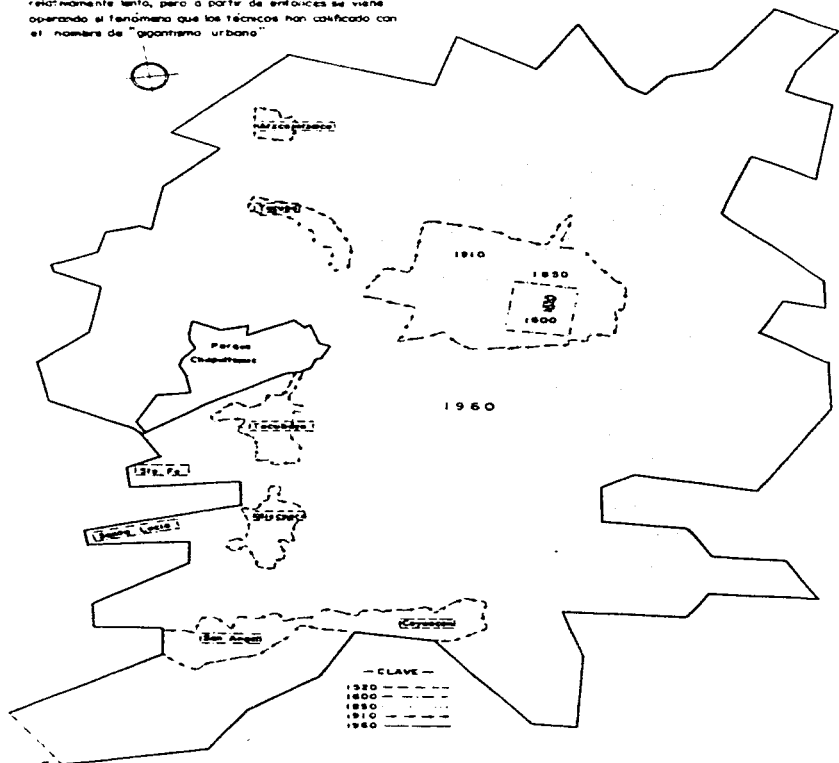 relativamente lento, pero a partir de entonces se viene
operando el fenómeno que los técnicos han calificado con
el nombre de "gigantismo urbano"
Azcapotzalco
Tacuba
1910
1850
1600
Parque
Chapultepec
1960
Tacubaya
Sta. Fe
Santa Lucia
Mixcoac
San Angel
Coyoacan
— CLAVE —
1520
1600
1850
1910
1960